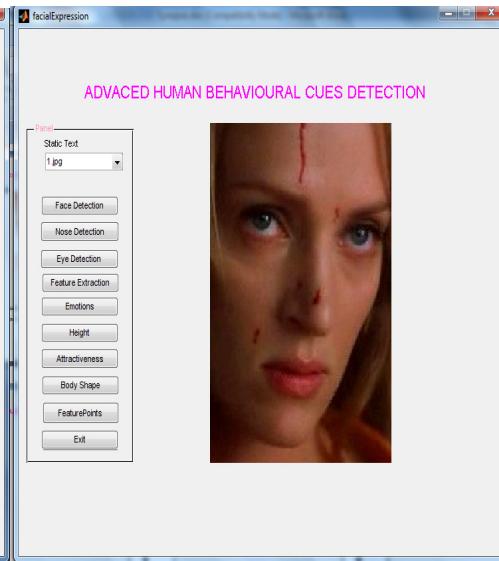 facialExpression
ADVACED HUMAN BEHAVIOURAL CUES DETECTION
Panel
Static Text
1.jpg
Face Detection
Nose Detection
Eye Detection
Feature Extraction
Emotions
Height
Attractiveness
Body Shape
FeaturePoints
Exit